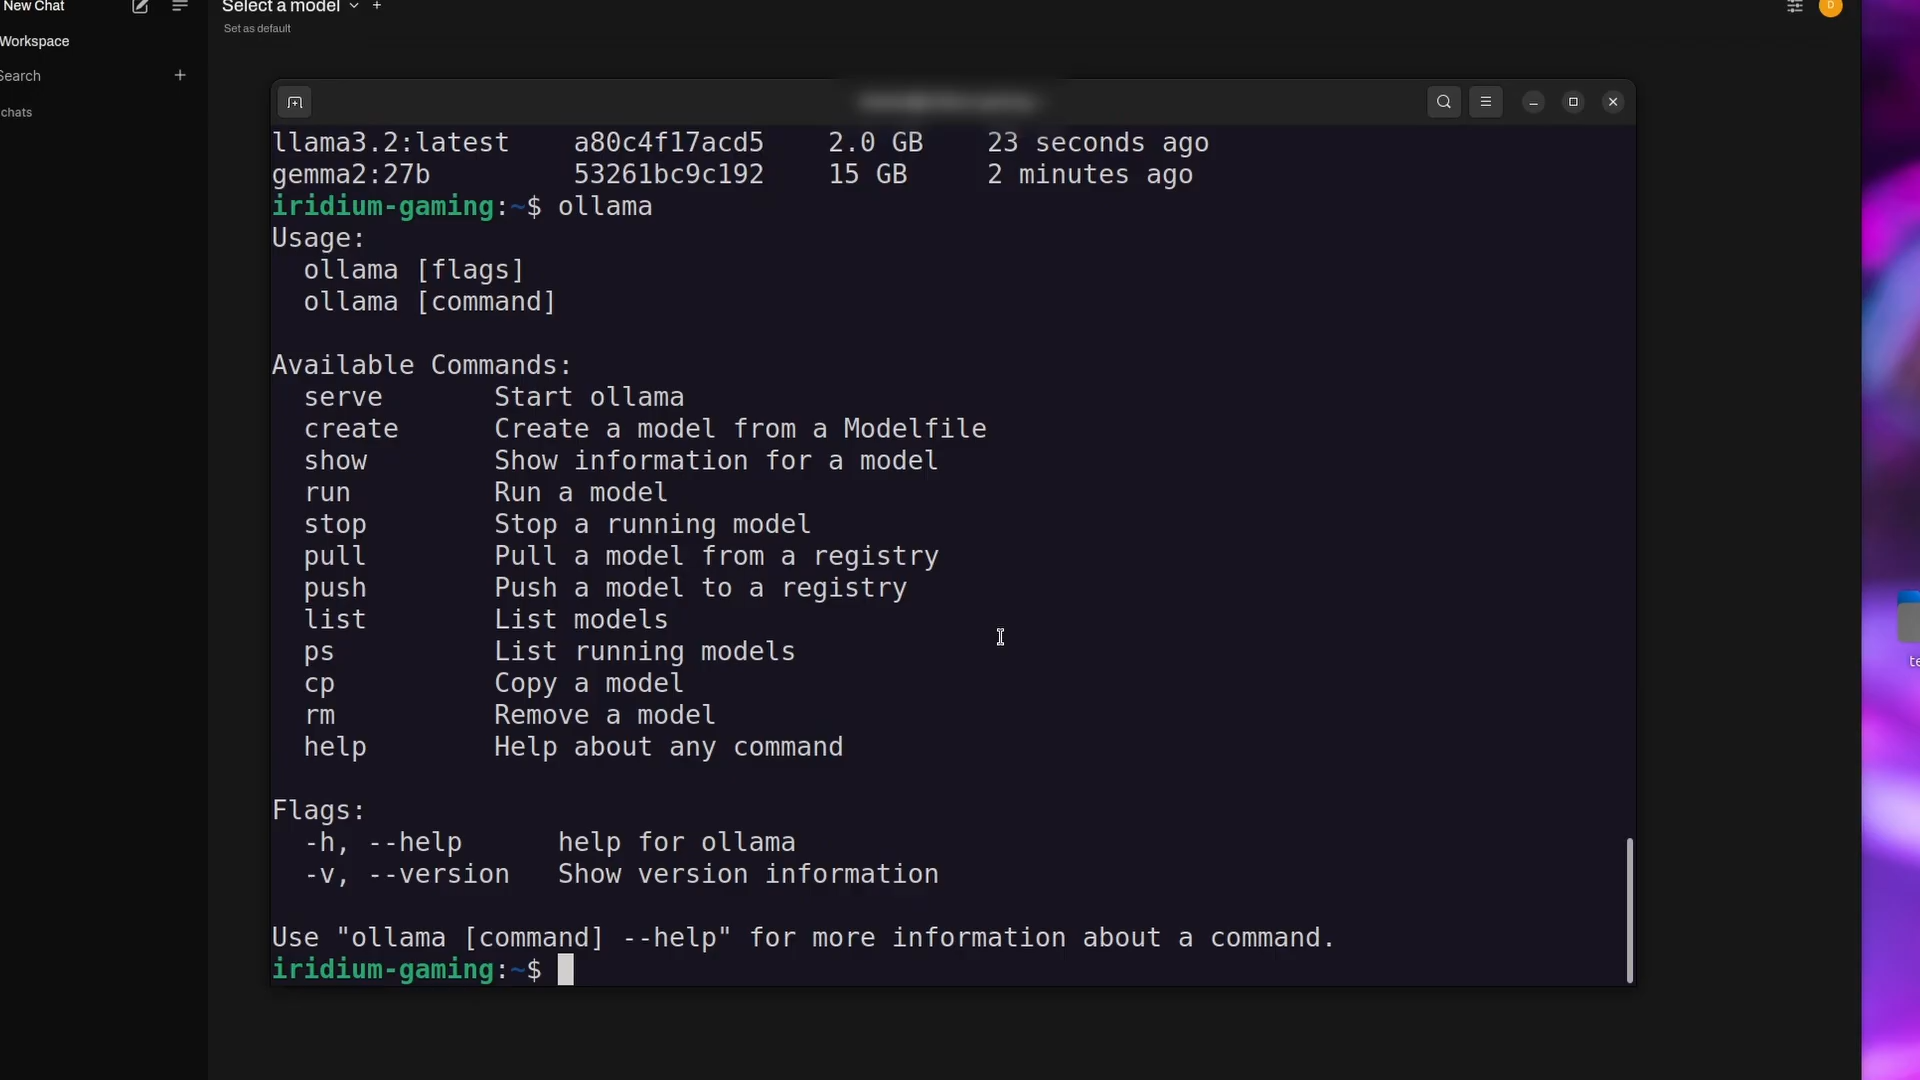 New Chat
Workspace
Search
chats
Select a model
Set as default
D
llama3.2:latest    a80c4f17acd5    2.0 GB    23 seconds ago
gemma2:27b         53261bc9c192    15 GB     2 minutes ago
iridium-gaming:~$ ollama
Usage:
  ollama [flags]
  ollama [command]

Available Commands:
  serve       Start ollama
  create      Create a model from a Modelfile
  show        Show information for a model
  run         Run a model
  stop        Stop a running model
  pull        Pull a model from a registry
  push        Push a model to a registry
  list        List models
  ps          List running models
  cp          Copy a model
  rm          Remove a model
  help        Help about any command

Flags:
  -h, --help      help for ollama
  -v, --version   Show version information

Use "ollama [command] --help" for more information about a command.
iridium-gaming:~$
te